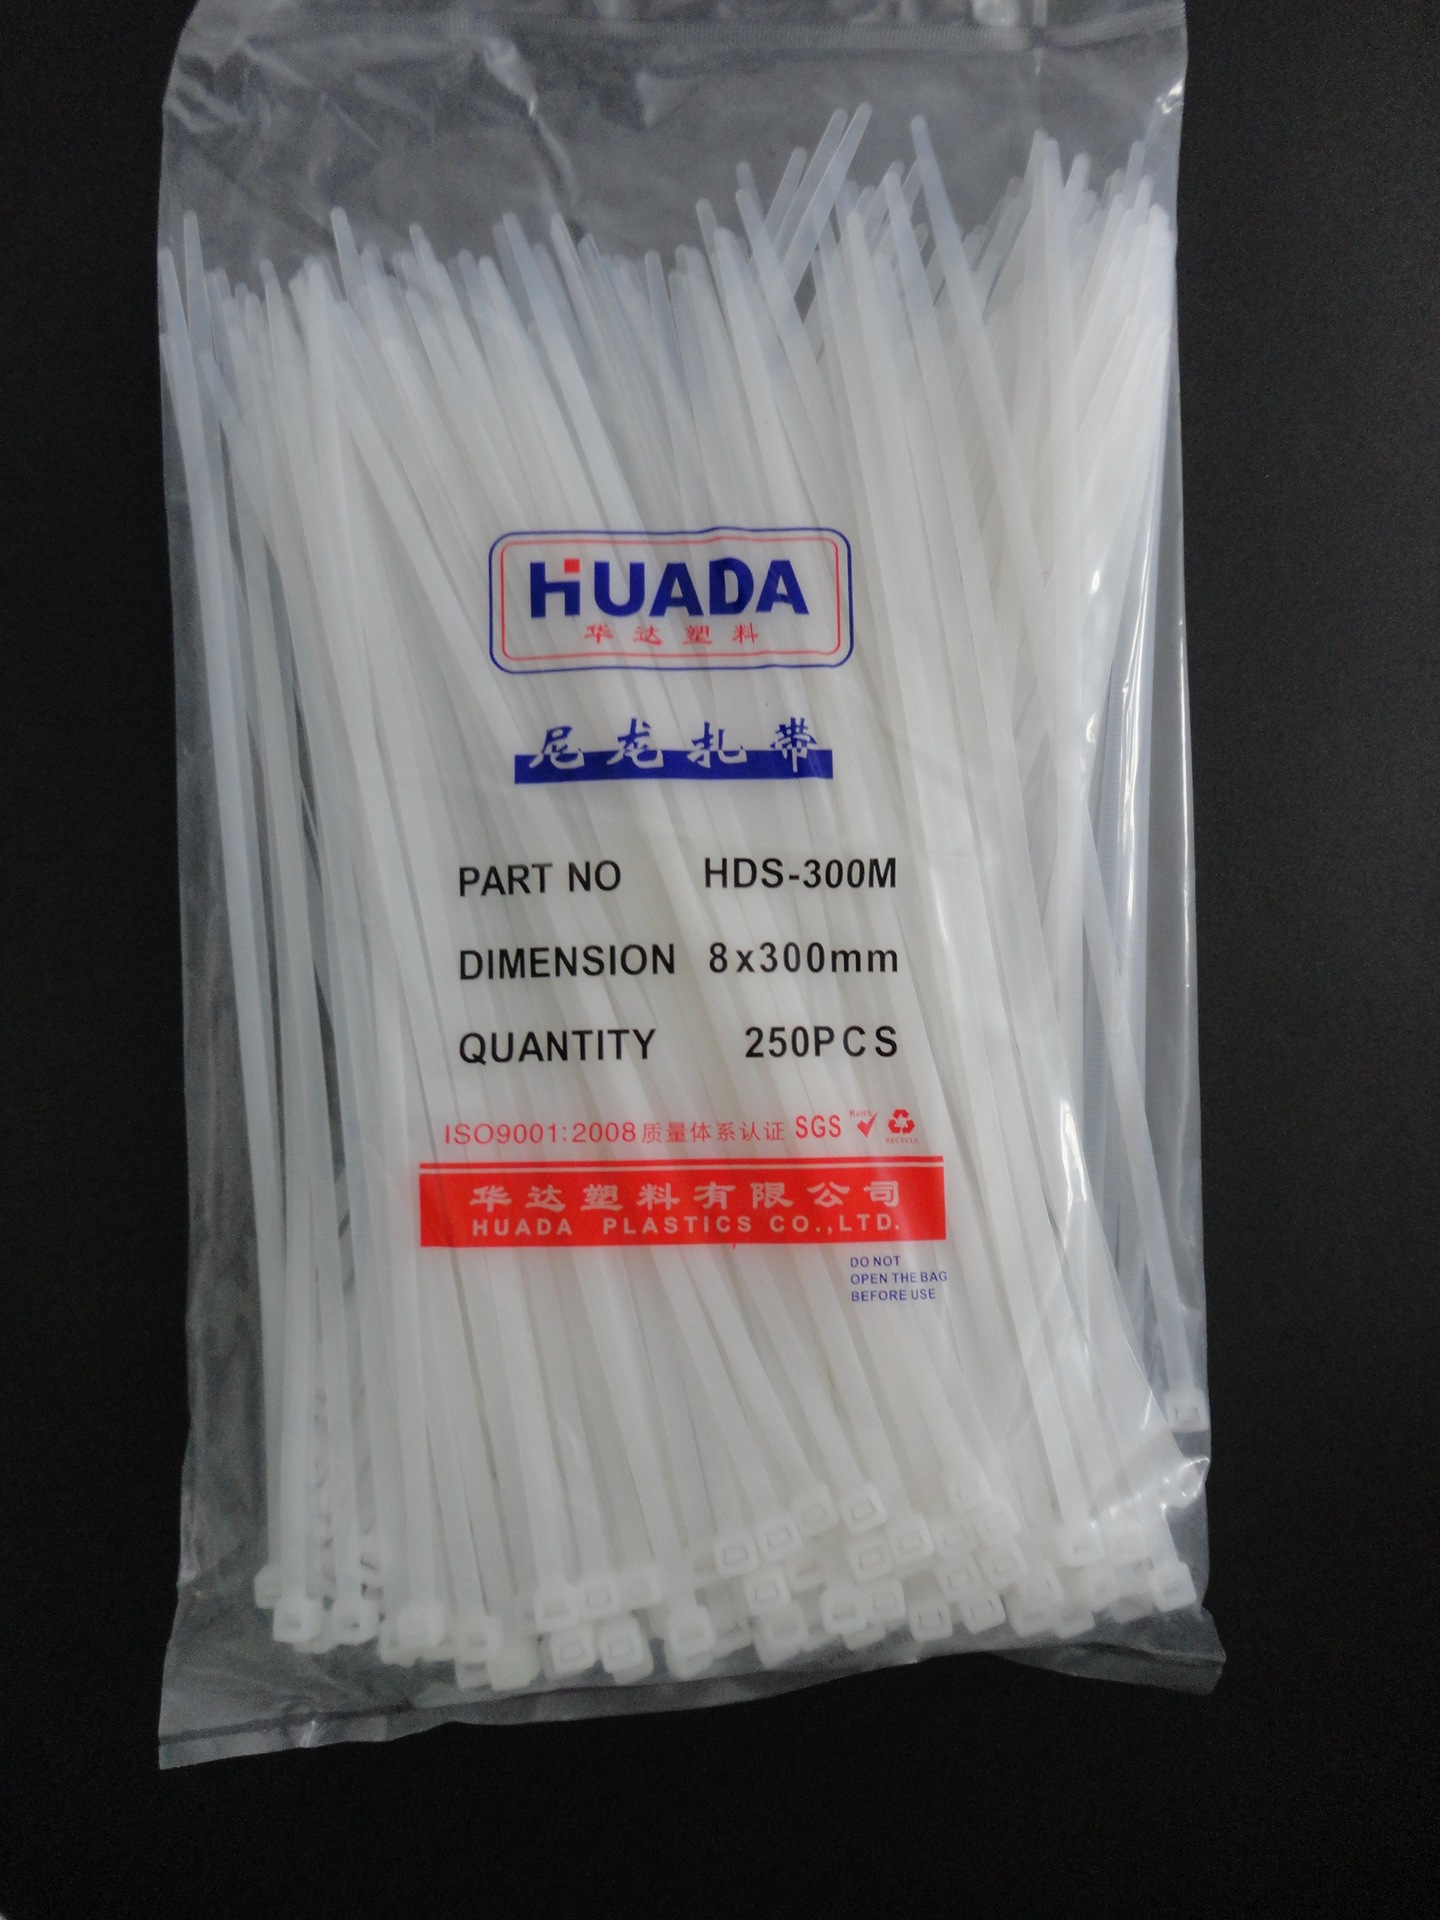 HUADA
华达塑料
尼龙扎带
PART NO HDS-300M
DIMENSION 8x300mm
QUANTITY 250PCS
ISO9001:2008质量体系认证 SGS RoHS RECYCLE
华达塑料有限公司
HUADA PLASTICS CO.,LTD.
DO NOT
OPEN THE BAG
BEFORE USE